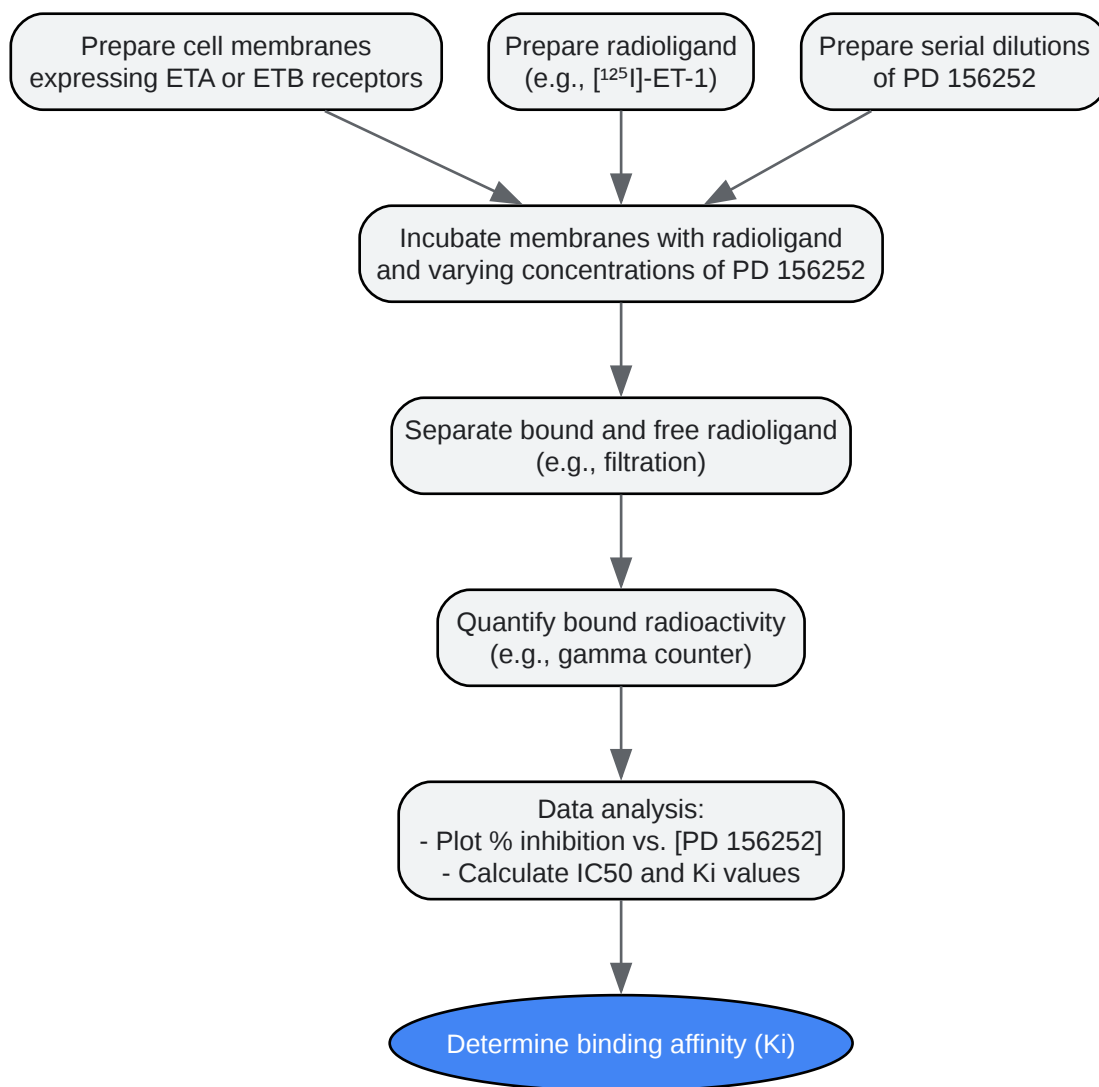 Prepare cell membranes
expressing ETA or ETB receptors
Prepare radioligand
(e.g., [¹²⁵I]-ET-1)
Prepare serial dilutions
of PD 156252
Incubate membranes with radioligand
and varying concentrations of PD 156252
Separate bound and free radioligand
(e.g., filtration)
Quantify bound radioactivity
(e.g., gamma counter)
Data analysis:
- Plot % inhibition vs. [PD 156252]
- Calculate IC50 and Ki values
Determine binding affinity (Ki)